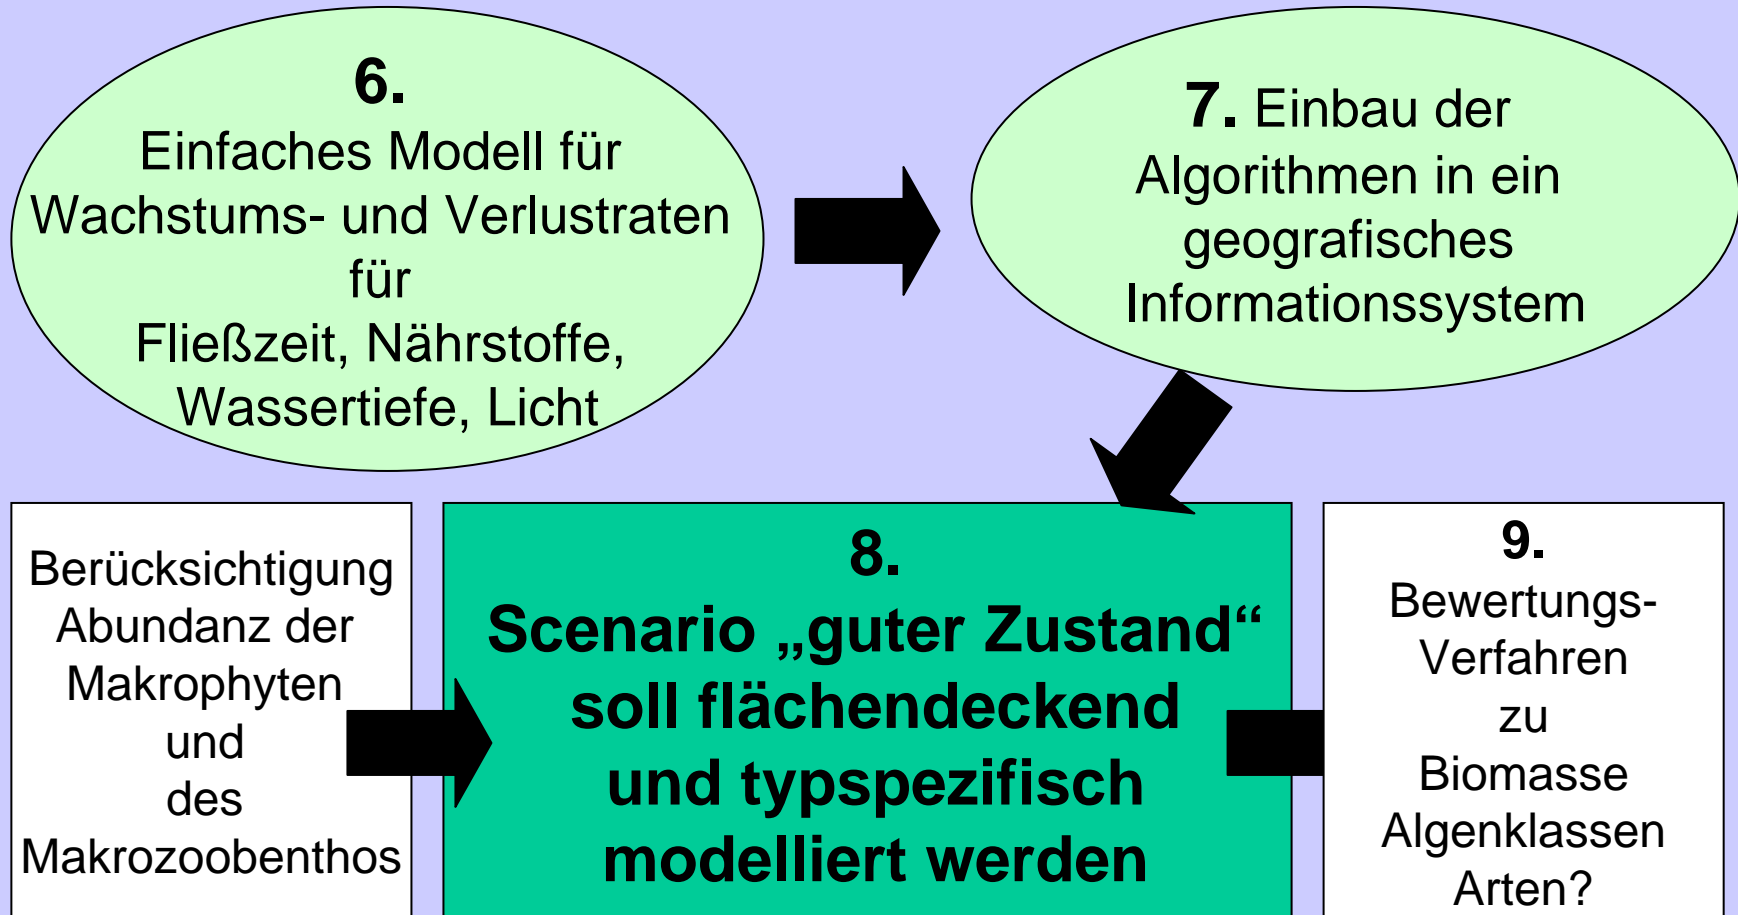 6.
Einfaches Modell für
Wachstums- und Verlustraten
für
Fließzeit, Nährstoffe,
Wassertiefe, Licht
7. Einbau der
Algorithmen in ein
geografisches
Informationssystem
Berücksichtigung
Abundanz der
Makrophyten
und
des
Makrozoobenthos
8.
Scenario „guter Zustand“
soll flächendeckend
und typspezifisch
modelliert werden
9.
Bewertungs-
Verfahren
zu
Biomasse
Algenklassen
Arten?